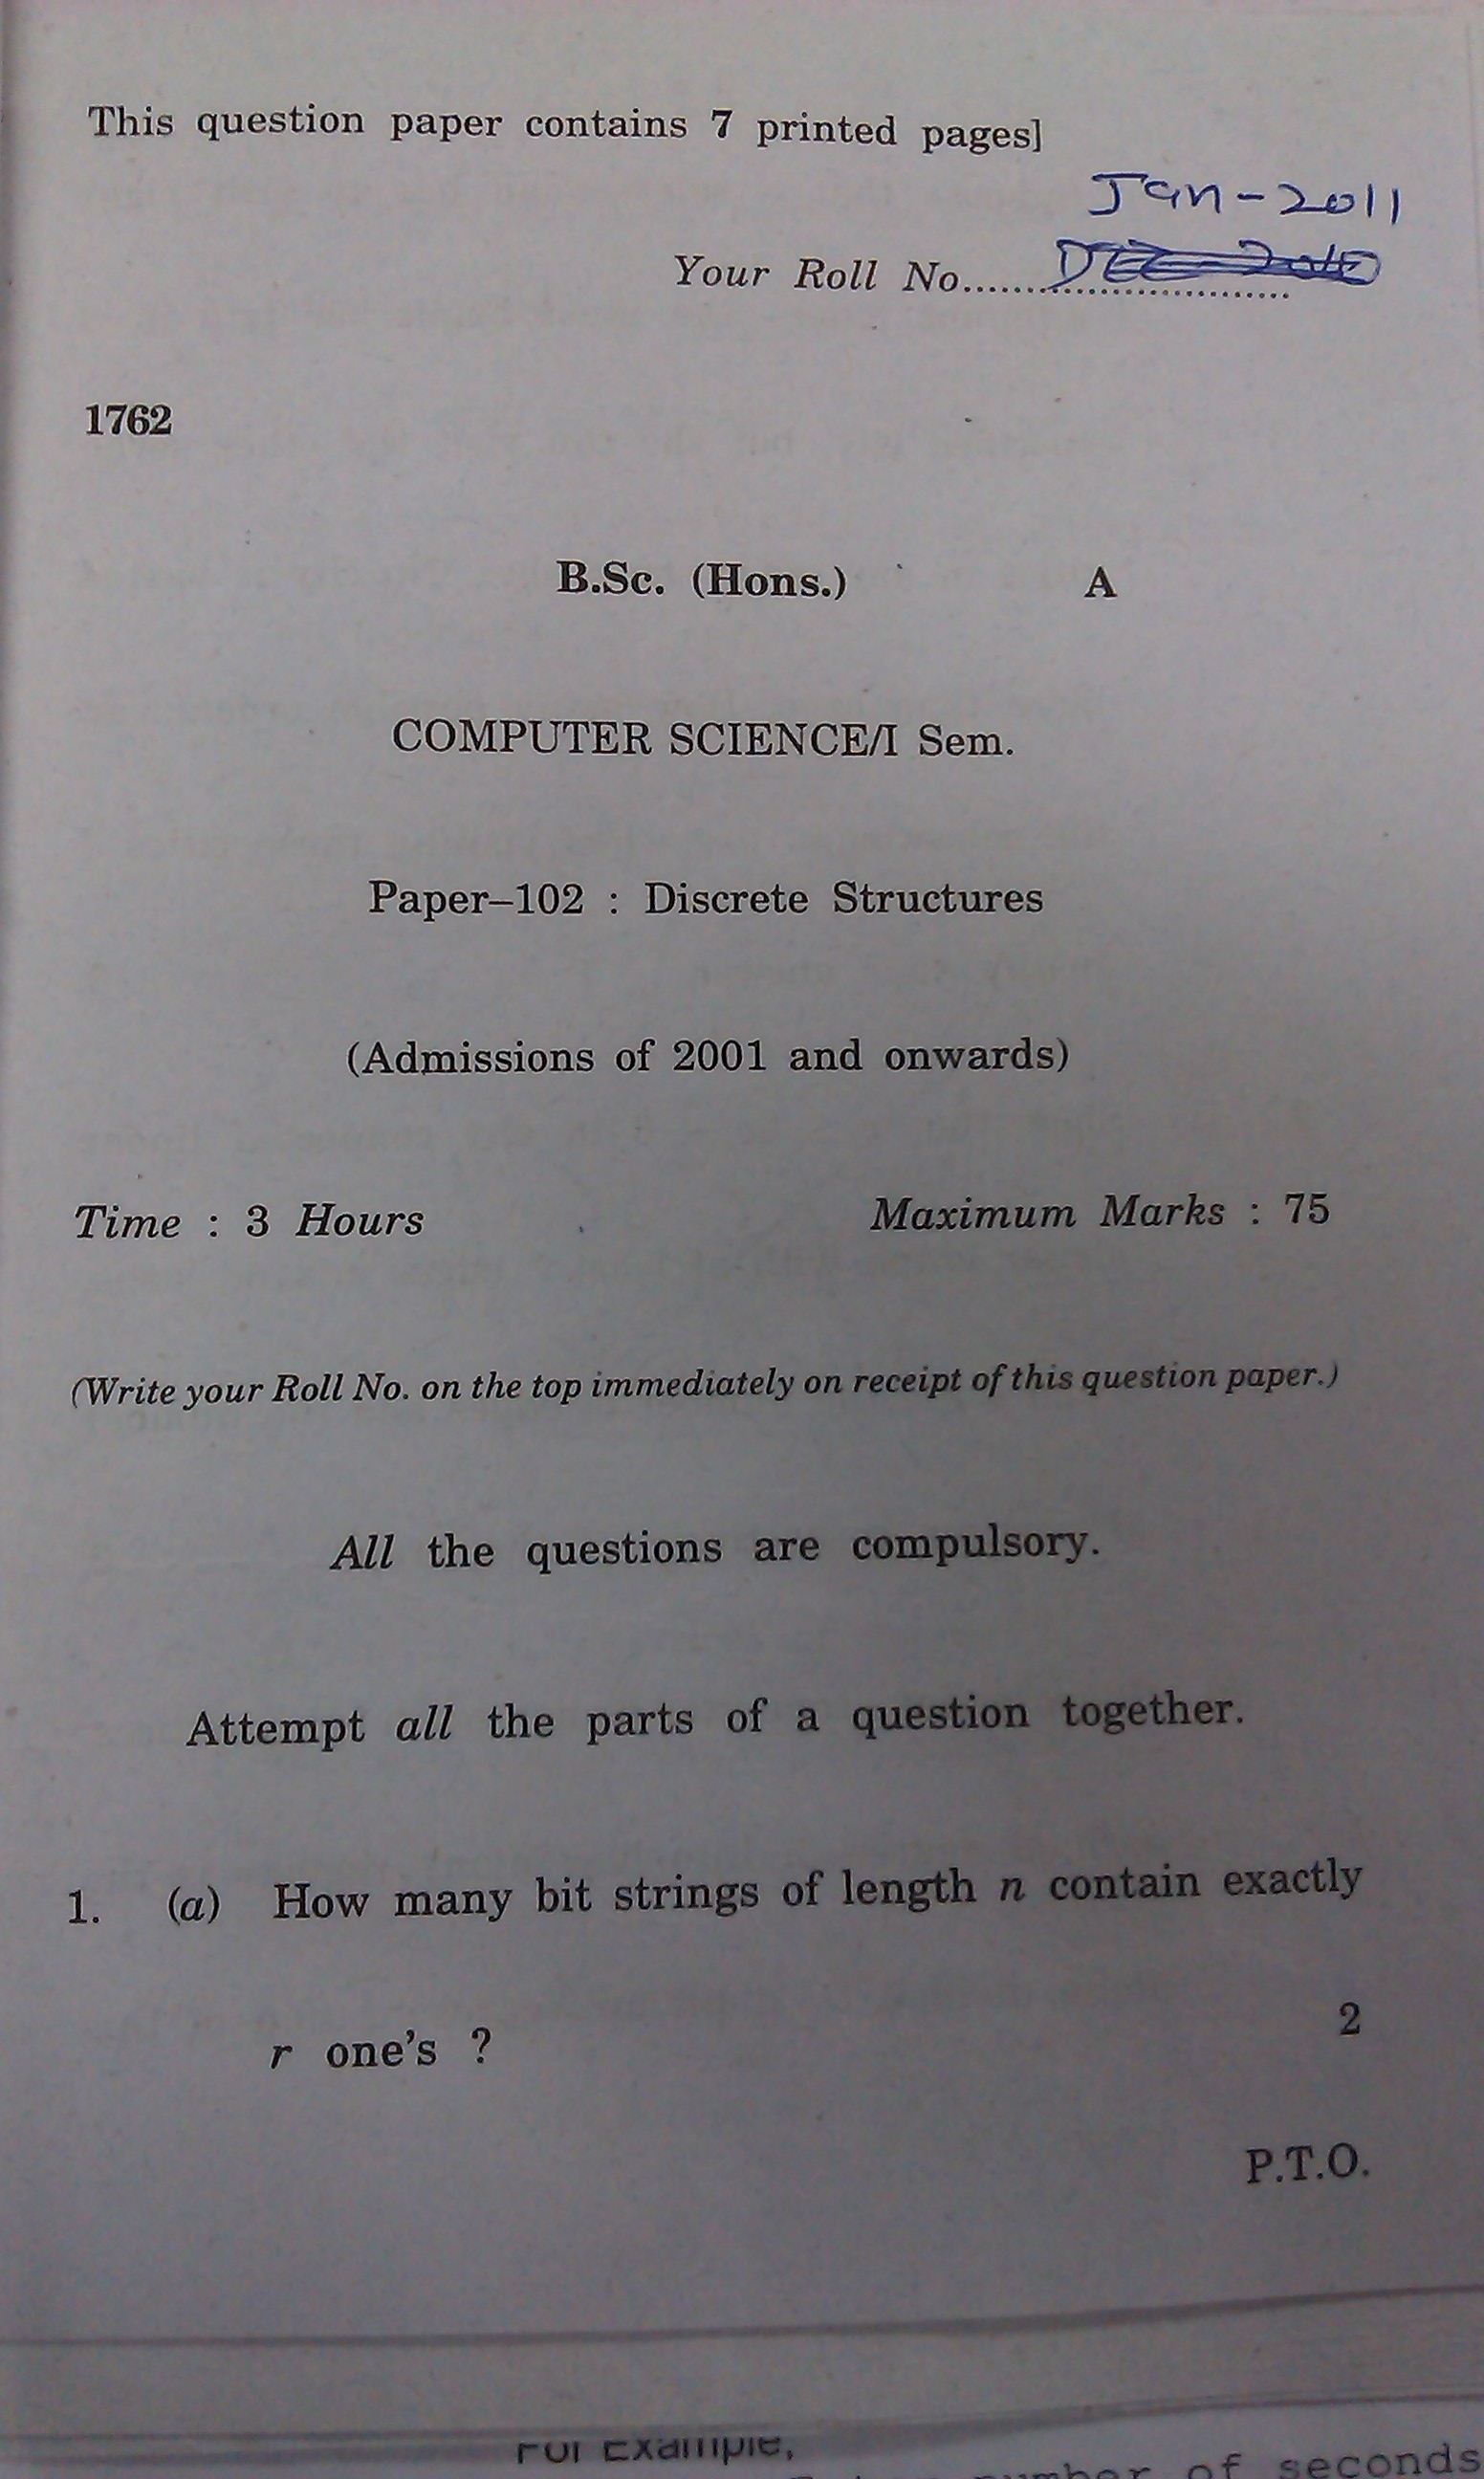 This question paper contains 7 printed pages]
Jan-2011
Your Roll No.............................. DEC-2010
1762
B.Sc. (Hons.) A
COMPUTER SCIENCE/I Sem.
Paper–102 : Discrete Structures
(Admissions of 2001 and onwards)
Time : 3 Hours Maximum Marks : 75
(Write your Roll No. on the top immediately on receipt of this question paper.)
All the questions are compulsory.
Attempt all the parts of a question together.
1. (a) How many bit strings of length n contain exactly
r one's ? 2
P.T.O.
For Example,
number of seconds